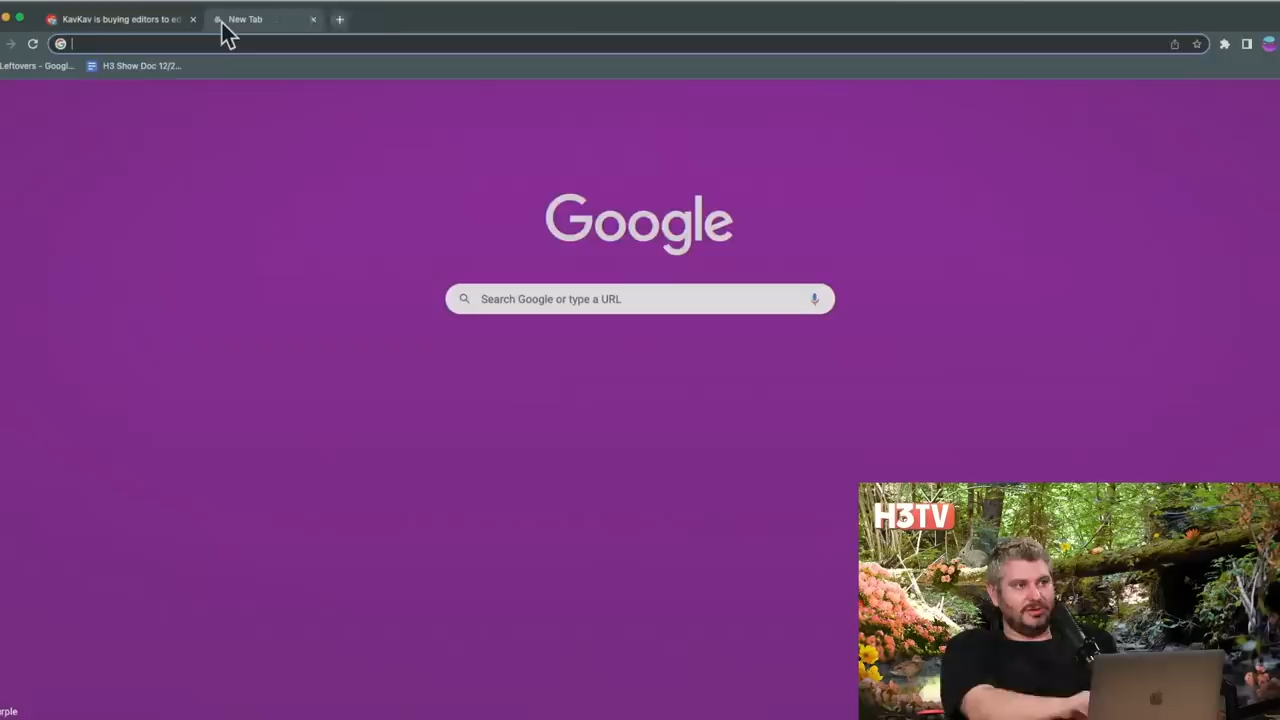 KavKav is buying editors to ed
New Tab
Leftovers - Googl...
H3 Show Doc 12/2...
Google
Search Google or type a URL
H3TV
rple